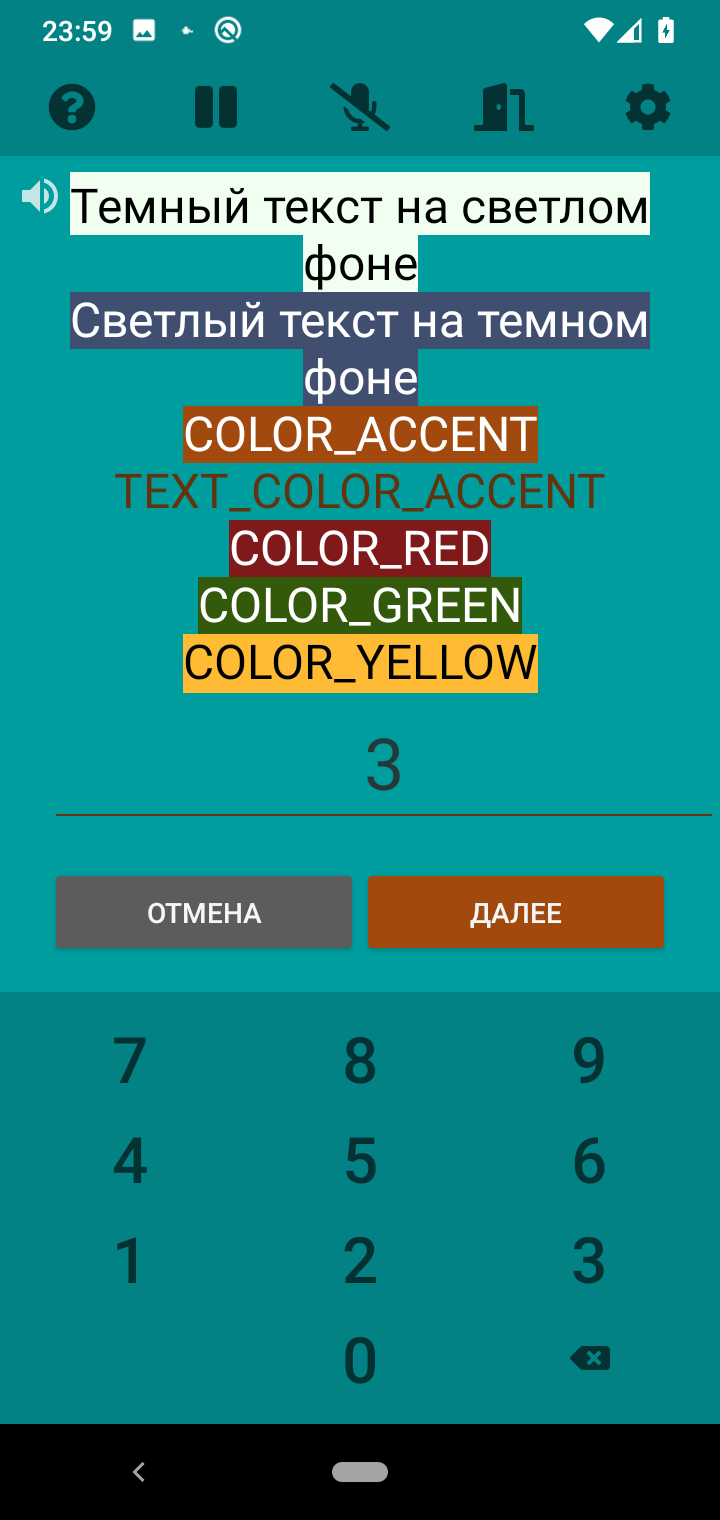 23:59
Темный текст на светлом
фоне
Светлый текст на темном
фоне
COLOR_ACCENT
TEXT_COLOR_ACCENT
COLOR_RED
COLOR_GREEN
COLOR_YELLOW
3
ОТМЕНА ДАЛЕЕ
7 8 9
4 5 6
1 2 3
0